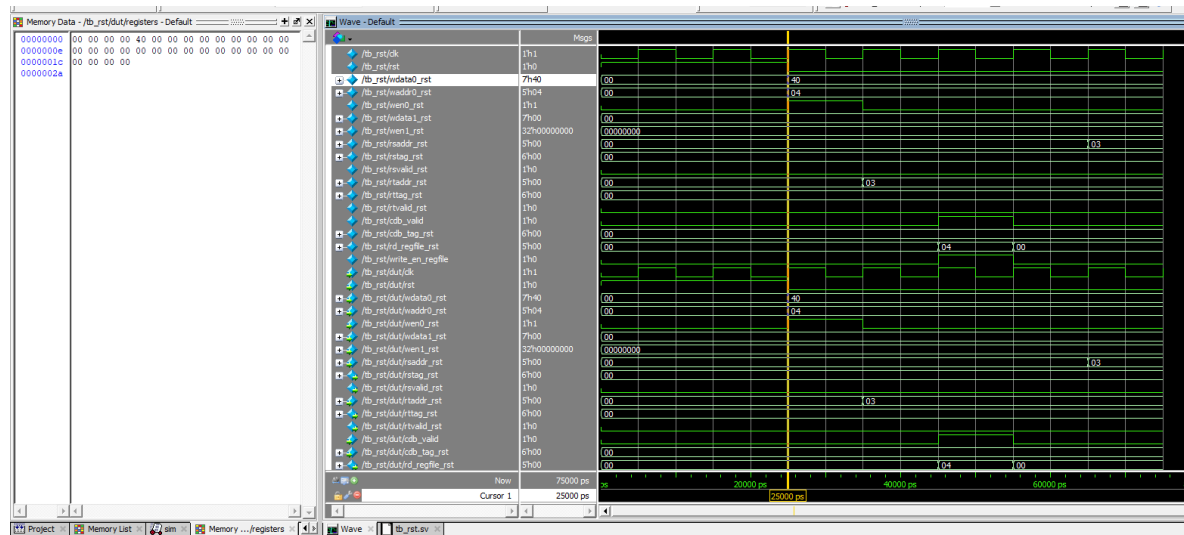 Memory Data - /tb_rst/dut/registers - Default
00000000 00 00 00 00 40 00 00 00 00 00 00 00 00 00
0000000e 00 00 00 00 00 00 00 00 00 00 00 00 00 00
0000001c 00 00 00 00
0000002a
Wave - Default
Msgs
/tb_rst/clk 1'h1
/tb_rst/rst 1'h0
/tb_rst/wdata0_rst 7'h40 00 40
/tb_rst/waddr0_rst 5'h04 00 04
/tb_rst/wen0_rst 1'h1
/tb_rst/wdata1_rst 7'h00 00
/tb_rst/wen1_rst 32'h00000000 00000000
/tb_rst/rsaddr_rst 5'h00 00 03
/tb_rst/rstag_rst 6'h00 00
/tb_rst/rsvalid_rst 1'h0
/tb_rst/rtaddr_rst 5'h00 00 03
/tb_rst/rttag_rst 6'h00 00
/tb_rst/rtvalid_rst 1'h0
/tb_rst/cdb_valid 1'h0
/tb_rst/cdb_tag_rst 6'h00 00
/tb_rst/rd_regfile_rst 5'h00 00 04 00
/tb_rst/write_en_regfile 1'h0
/tb_rst/dut/clk 1'h1
/tb_rst/dut/rst 1'h0
/tb_rst/dut/wdata0_rst 7'h40 00 40
/tb_rst/dut/waddr0_rst 5'h04 00 04
/tb_rst/dut/wen0_rst 1'h1
/tb_rst/dut/wdata1_rst 7'h00 00
/tb_rst/dut/wen1_rst 32'h00000000 00000000
/tb_rst/dut/rsaddr_rst 5'h00 00 03
/tb_rst/dut/rstag_rst 6'h00 00
/tb_rst/dut/rsvalid_rst 1'h0
/tb_rst/dut/rtaddr_rst 5'h00 00 03
/tb_rst/dut/rttag_rst 6'h00 00
/tb_rst/dut/rtvalid_rst 1'h0
/tb_rst/dut/cdb_valid 1'h0
/tb_rst/dut/cdb_tag_rst 6'h00 00
/tb_rst/dut/rd_regfile_rst 5'h00 00 04 00
Now 75000 ps ps 20000 ps 40000 ps 60000 ps
Cursor 1 25000 ps 25000 ps
Project Memory List sim Memory .../registers Wave tb_rst.sv